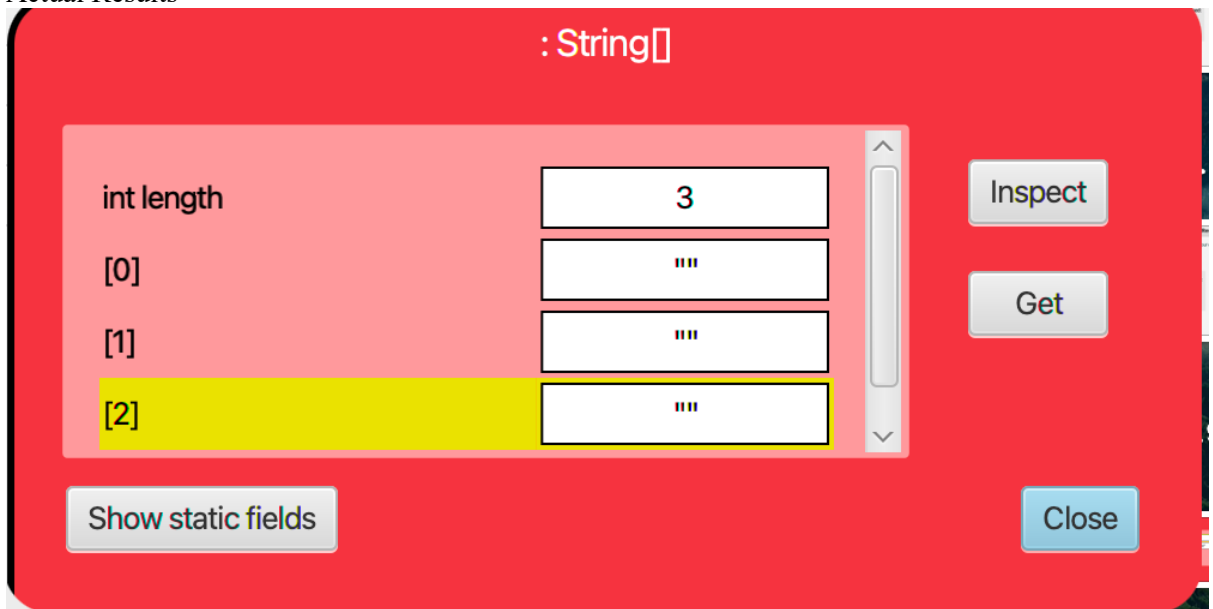 : String[]
int length 3
Inspect
[0] ""
Get
[1] ""
[2] ""
Show static fields
Close